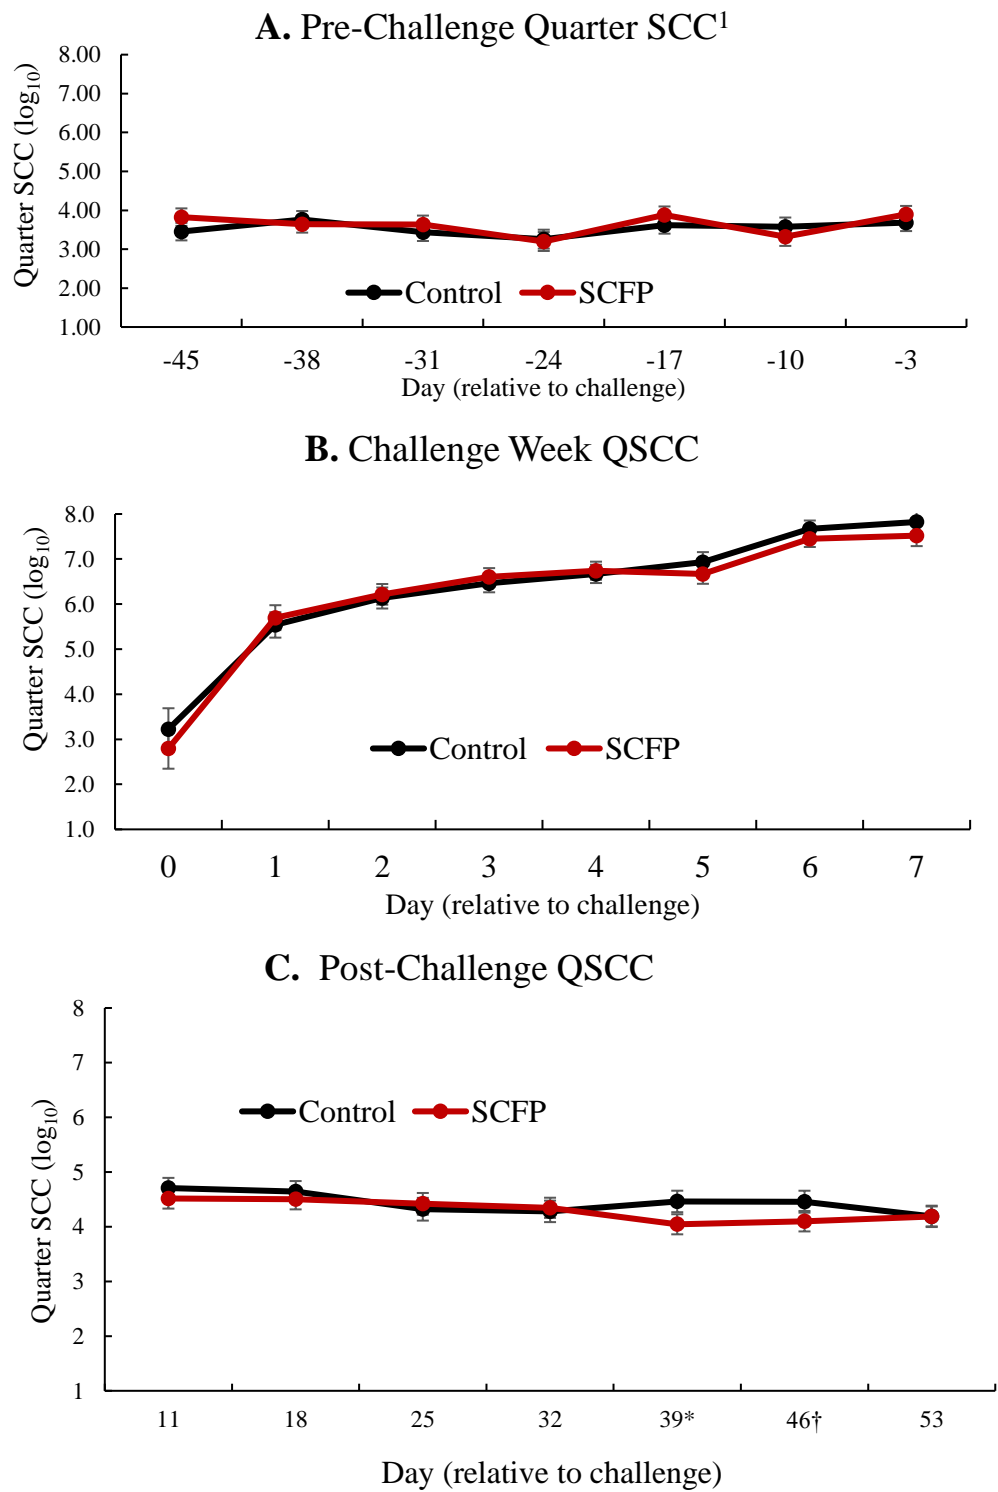 A. Pre-Challenge Quarter SCC¹
Quarter SCC (log₁₀)
8.00
7.00
6.00
5.00
4.00
3.00
2.00
1.00
Control SCFP
-45 -38 -31 -24 -17 -10 -3
Day (relative to challenge)
B. Challenge Week QSCC
Quarter SCC (log₁₀)
8.0
7.0
6.0
5.0
4.0
3.0
2.0
1.0
Control SCFP
0 1 2 3 4 5 6 7
Day (relative to challenge)
C. Post-Challenge QSCC
Quarter SCC (log₁₀)
8
7
6
5
4
3
2
1
Control SCFP
11 18 25 32 39* 46† 53
Day (relative to challenge)